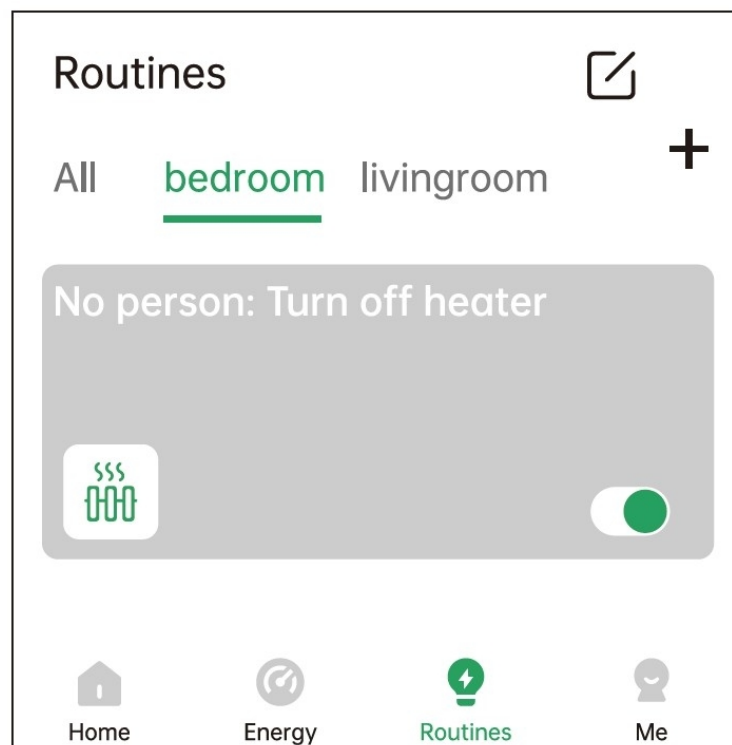 Routines
All bedroom livingroom
No person: Turn off heater
Home Energy Routines Me